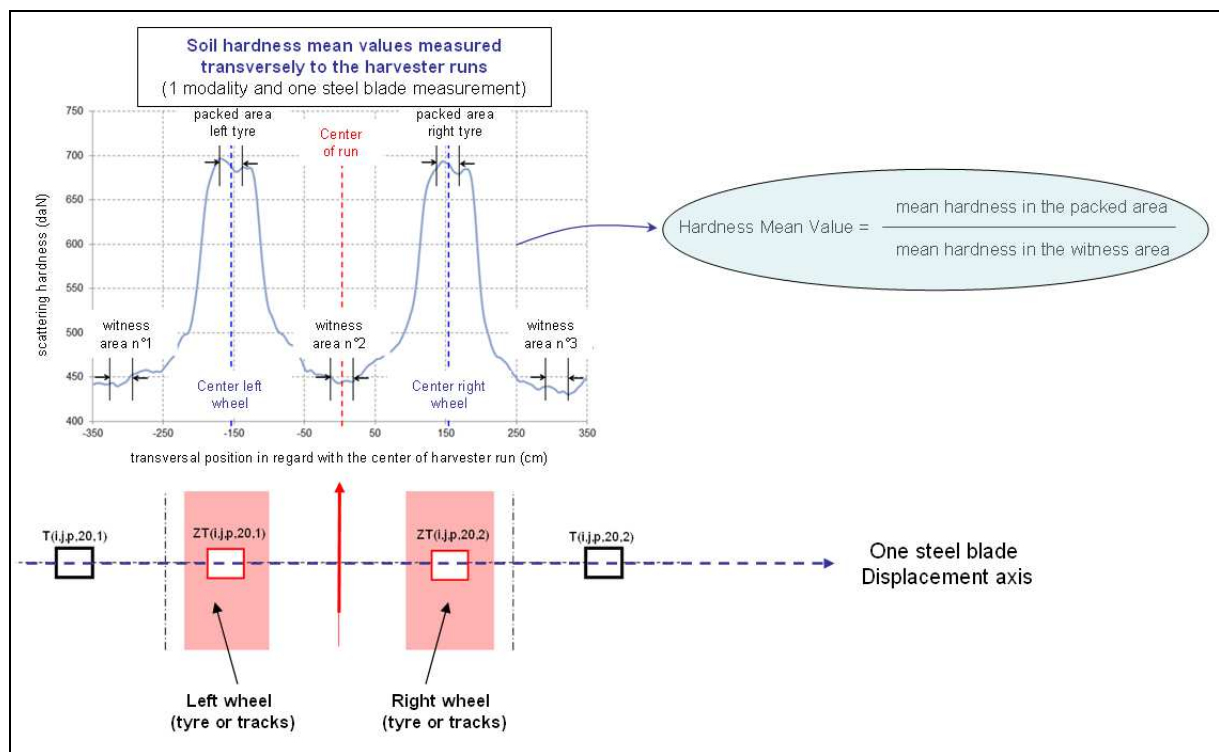 Soil hardness mean values measured
transversely to the harvester runs
(1 modality and one steel blade measurement)
750
700
650
600
550
500
450
400
scattering hardness (daN)
packed area
left tyre
Center
of run
packed area
right tyre
witness
area n°1
witness
area n°2
witness
area n°3
Center left
wheel
Center right
wheel
-350
-250
-150
-50
50
150
250
350
transversal position in regard with the center of harvester run (cm)
Hardness Mean Value =
mean hardness in the packed area
mean hardness in the witness area
T(i.j.p,20,1)
ZT(i.j.p,20,1)
ZT(i.j.p,20,2)
T(i.j.p,20,2)
One steel blade
Displacement axis
Left wheel
(tyre or tracks)
Right wheel
(tyre or tracks)